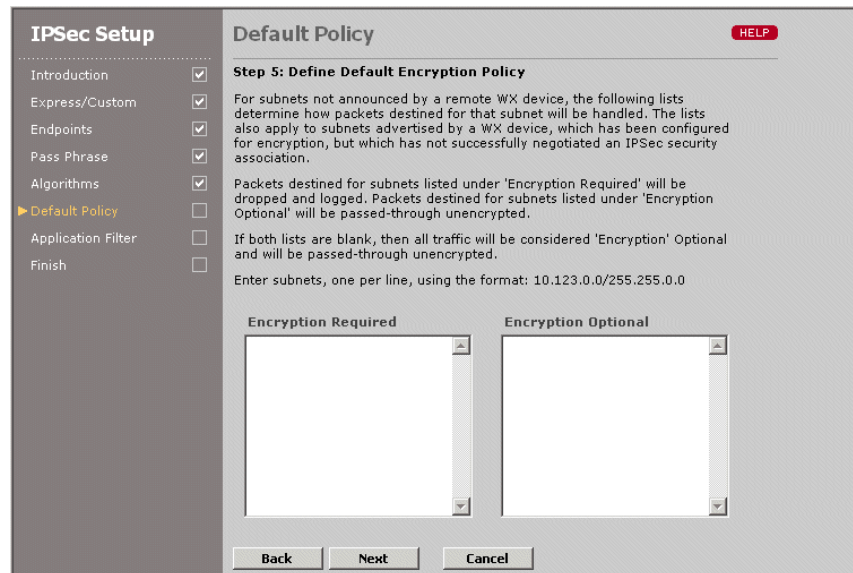 IPSec Setup
Introduction
Express/Custom
Endpoints
Pass Phrase
Algorithms
Default Policy
Application Filter
Finish
Default Policy
HELP
Step 5: Define Default Encryption Policy
For subnets not announced by a remote WX device, the following lists
determine how packets destined for that subnet will be handled. The lists
also apply to subnets advertised by a WX device, which has been configured
for encryption, but which has not successfully negotiated an IPSec security
association.
Packets destined for subnets listed under 'Encryption Required' will be
dropped and logged. Packets destined for subnets listed under 'Encryption
Optional' will be passed-through unencrypted.
If both lists are blank, then all traffic will be considered 'Encryption' Optional
and will be passed-through unencrypted.
Enter subnets, one per line, using the format: 10.123.0.0/255.255.0.0
Encryption Required
Encryption Optional
Back
Next
Cancel